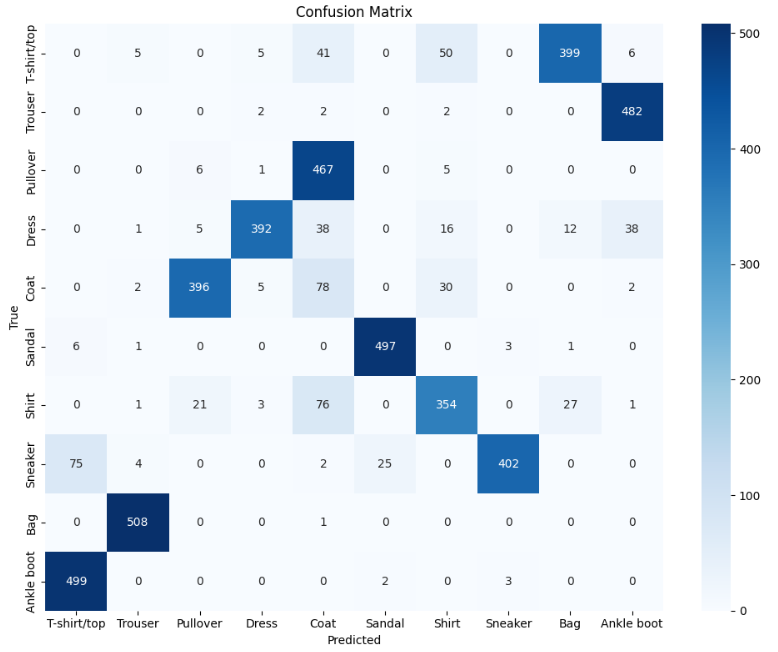 Confusion Matrix
True
T-shirt/top 0 5 0 5 41 0 50 0 399 6
Trouser 0 0 0 2 2 2 0 0 482
Pullover 0 0 6 1 467 0 5 0 0 0
Dress 0 1 5 392 38 0 16 0 12 38
Coat 0 2 396 5 78 0 30 0 0 2
Sandal 6 1 0 0 0 497 0 3 1 0
Shirt 0 1 21 3 76 0 354 0 27 1
Sneaker 75 4 0 0 2 25 0 402 0 0
Bag 0 508 0 0 1 0 0 0 0 0
Ankle boot 499 0 0 0 0 2 0 3 0 0
T-shirt/top Trouser Pullover Dress Coat Sandal Shirt Sneaker Bag Ankle boot
Predicted
500
400
300
200
100
0